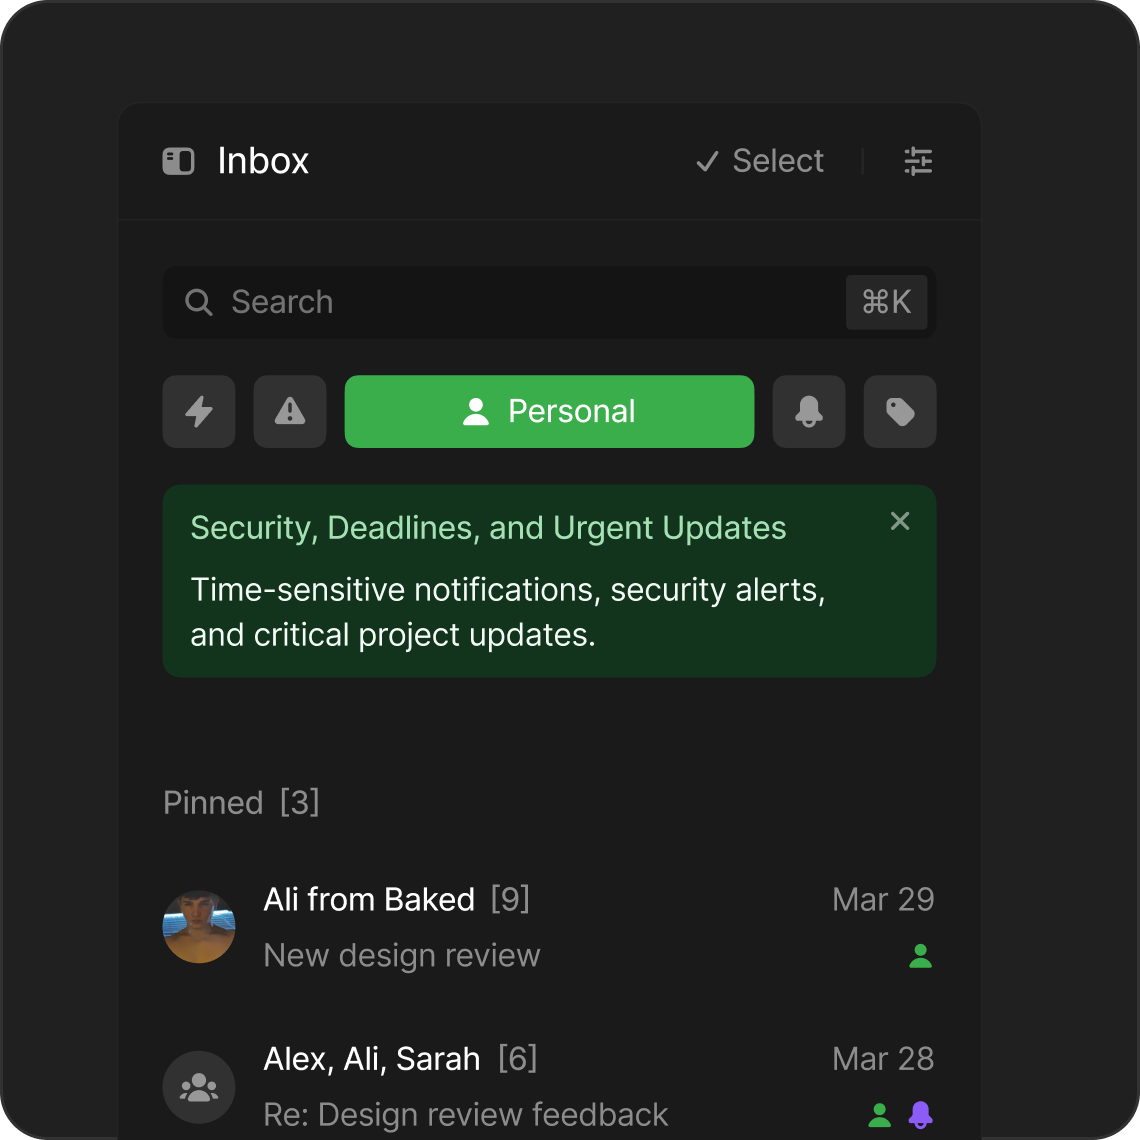 Inbox
Select
Search
⌘K
Personal
Security, Deadlines, and Urgent Updates
Time-sensitive notifications, security alerts,
and critical project updates.
Pinned [3]
Ali from Baked [9]
Mar 29
New design review
Alex, Ali, Sarah [6]
Mar 28
Re: Design review feedback